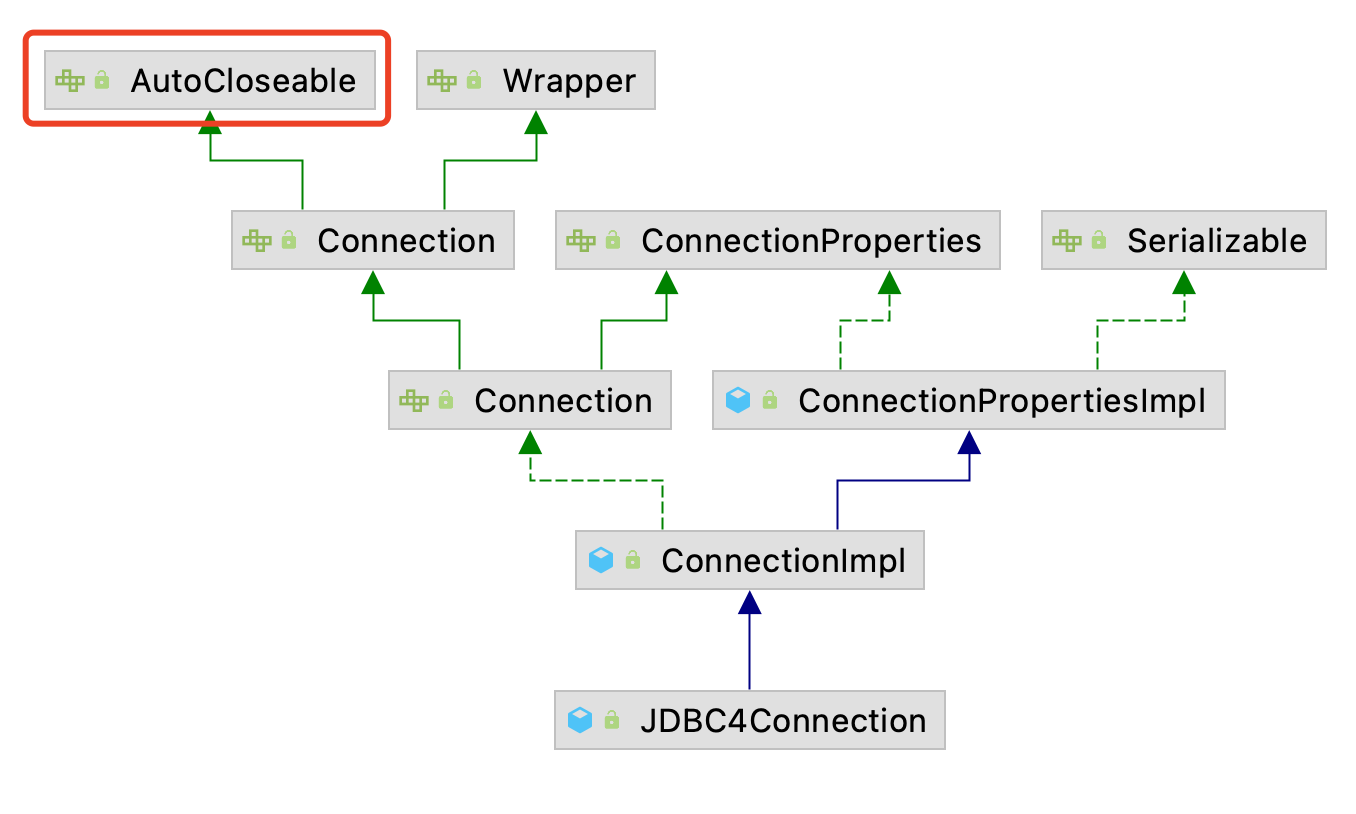 AutoCloseable
Wrapper
Connection
ConnectionProperties
Serializable
Connection
ConnectionPropertiesImpl
ConnectionImpl
JDBC4Connection